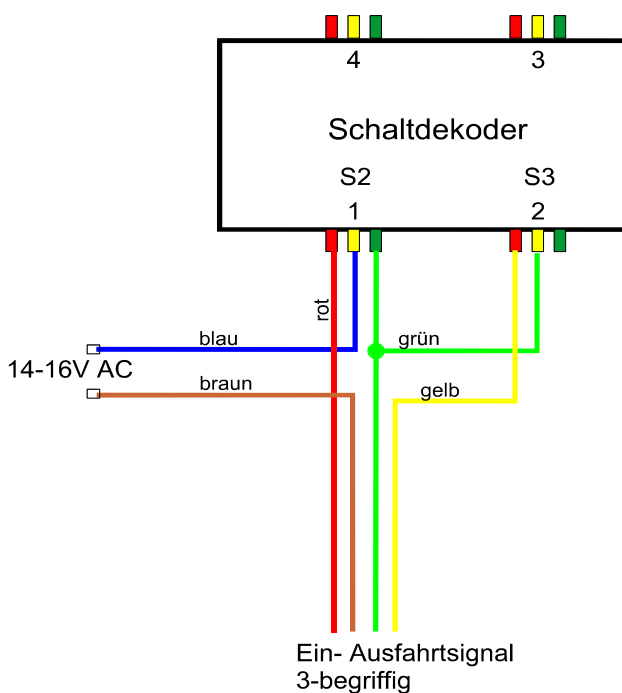 4 3
Schaltdekoder
S2 S3
1 2
rot
blau grün
14-16V AC
braun gelb
Ein- Ausfahrtsignal
3-begriffig